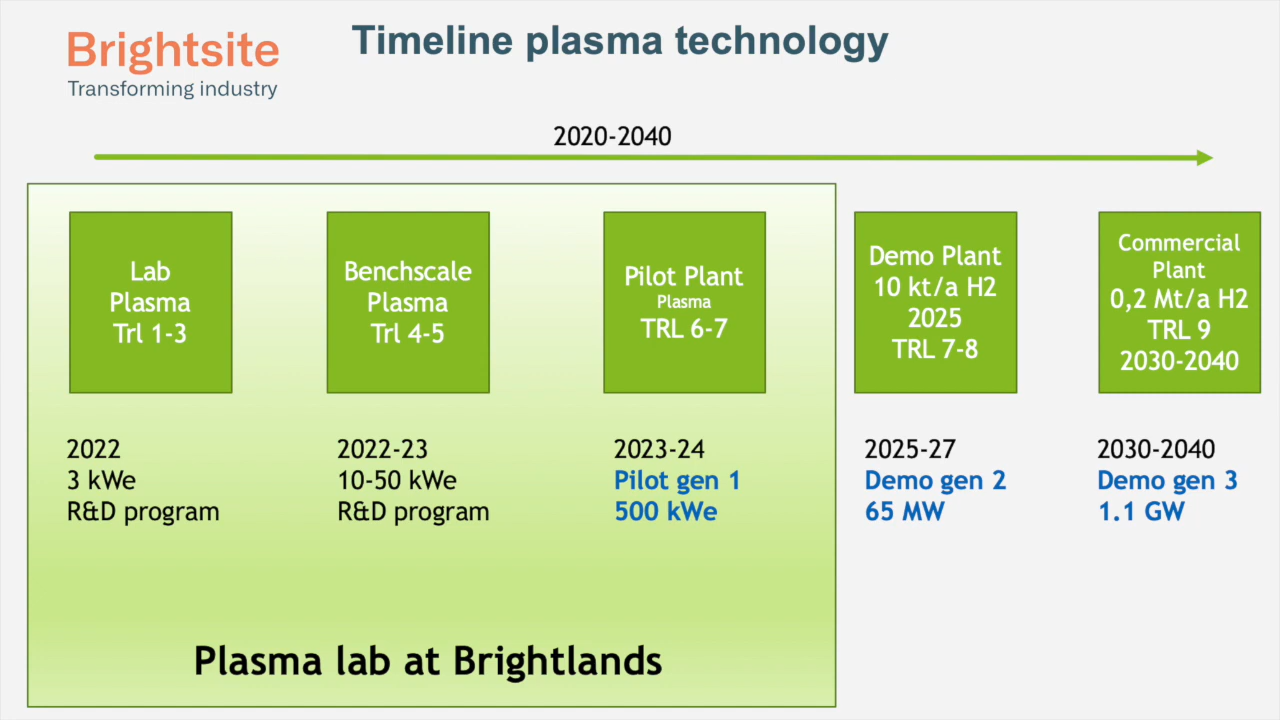 Brightsite
Transforming industry
Timeline plasma technology
2020-2040
Lab
Plasma
Trl 1-3
Benchscale
Plasma
Trl 4-5
Pilot Plant
Plasma
TRL 6-7
Demo Plant
10 kt/a H2
2025
TRL 7-8
Commercial
Plant
0,2 Mt/a H2
TRL 9
2030-2040
2022
3 kWe
R&D program
2022-23
10-50 kWe
R&D program
2023-24
Pilot gen 1
500 kWe
2025-27
Demo gen 2
65 MW
2030-2040
Demo gen 3
1.1 GW
Plasma lab at Brightlands